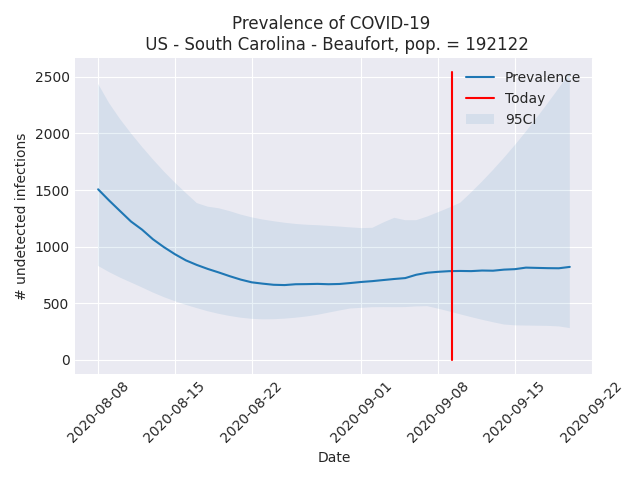 Prevalence of COVID-19
US - South Carolina - Beaufort, pop. = 192122
Prevalence
Today
95CI
2500
2000
1500
1000
500
0
# undetected infections
2020-08-08
2020-08-15
2020-08-22
2020-09-01
2020-09-08
2020-09-15
2020-09-22
Date